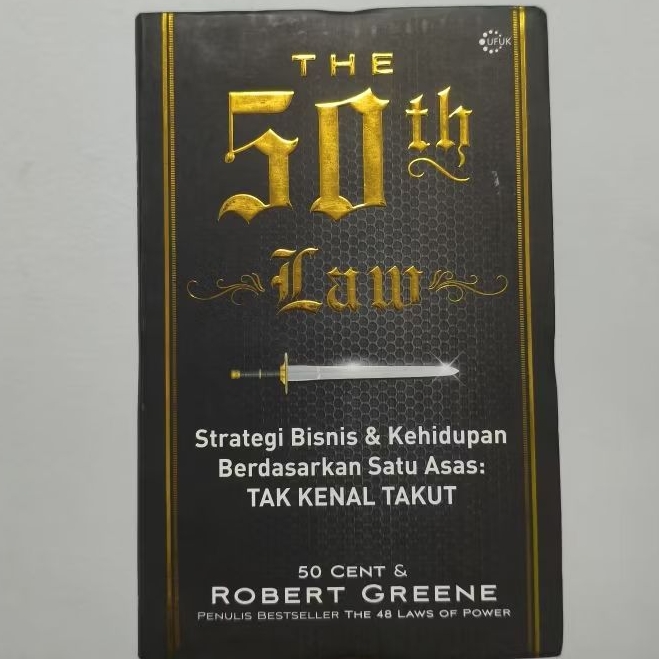 UFUK
THE
50th
Law
Strategi Bisnis & Kehidupan
Berdasarkan Satu Asas:
TAK KENAL TAKUT
50 CENT &
ROBERT GREENE
PENULIS BESTSELLER THE 48 LAWS OF POWER